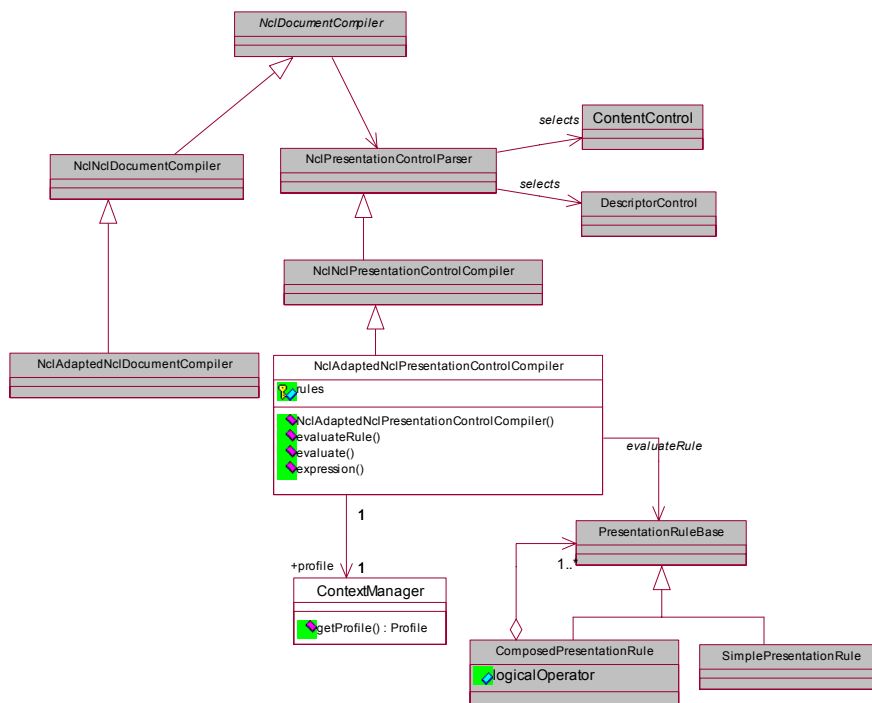 NclDocumentCompiler
selects
ContentControl
NclPresentationControlParser
NclNclDocumentCompiler
selects
DescriptorControl
NclNclPresentationControlCompiler
NclAdaptedNclDocumentCompiler
NclAdaptedNclPresentationControlCompiler
rules
NclAdaptedNclPresentationControlCompiler()
evaluateRule()
evaluate()
expression()
evaluateRule
1
PresentationRuleBase
1..*
+profile
1
ContextManager
getProfile() : Profile
ComposedPresentationRule
logicalOperator
SimplePresentationRule